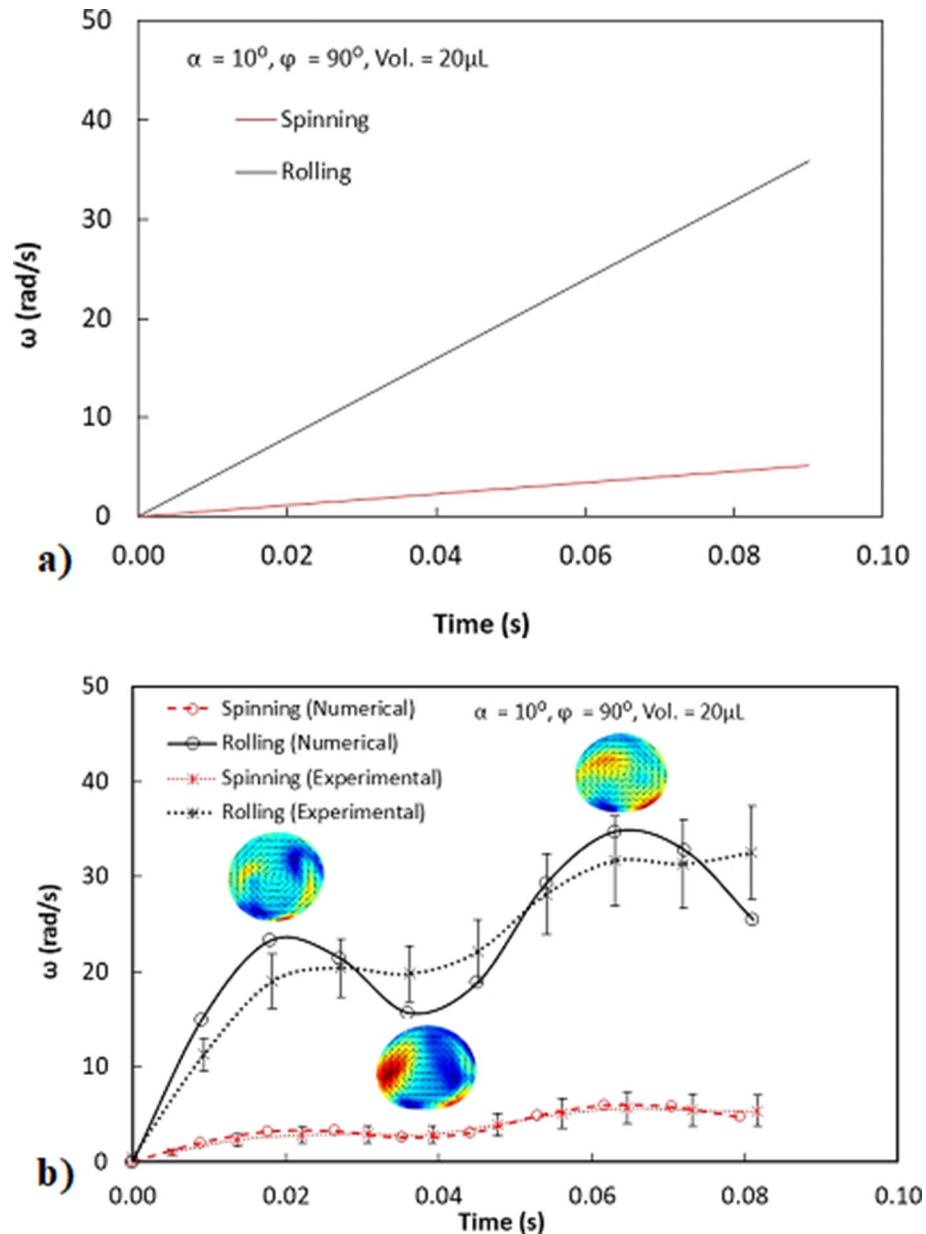 50
α = 10⁰, φ = 90⁰, Vol. = 20μL
40
Spinning
Rolling
30
ω (rad/s)
20
10
0
0.00 0.02 0.04 0.06 0.08 0.10
a)
Time (s)
50
Spinning (Numerical)
α = 10⁰, φ = 90⁰, Vol. = 20μL
Rolling (Numerical)
40
Spinning (Experimental)
Rolling (Experimental)
30
ω (rad/s)
20
10
0
b)
0.00 0.02 0.04 0.06 0.08 0.10
Time (s)